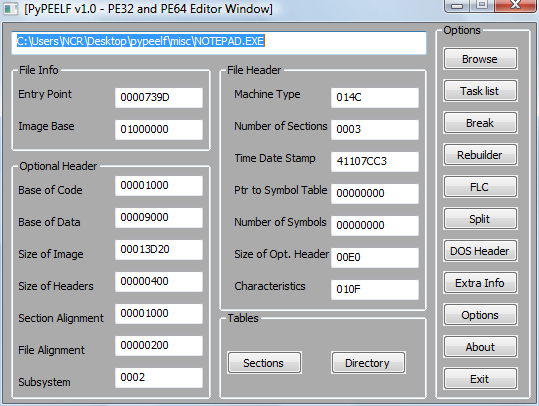 [PyPEELF v1.0 - PE32 and PE64 Editor Window]
C:\Users\NCR\Desktop\pypeelf\misc\NOTEPAD.EXE
File Info
Entry Point 0000739D
Image Base 01000000
Optional Header
Base of Code 00001000
Base of Data 00009000
Size of Image 00013D20
Size of Headers 00000400
Section Alignment 00001000
File Alignment 00000200
Subsystem 0002
File Header
Machine Type 014C
Number of Sections 0003
Time Date Stamp 41107CC3
Ptr to Symbol Table 00000000
Number of Symbols 00000000
Size of Opt. Header 00E0
Characteristics 010F
Tables
Sections Directory
Options
Browse
Task list
Break
Rebuilder
FLC
Split
DOS Header
Extra Info
Options
About
Exit